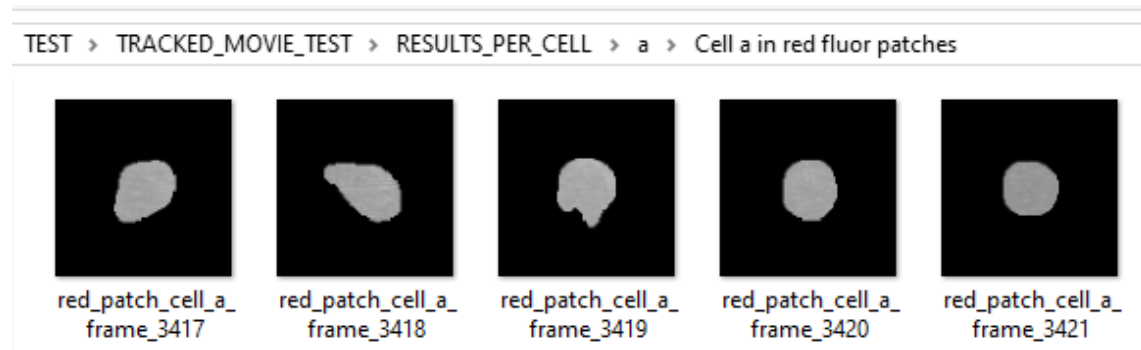 TEST > TRACKED_MOVIE_TEST > RESULTS_PER_CELL > a > Cell a in red fluor patches
red_patch_cell_a_
frame_3417
red_patch_cell_a_
frame_3418
red_patch_cell_a_
frame_3419
red_patch_cell_a_
frame_3420
red_patch_cell_a_
frame_3421